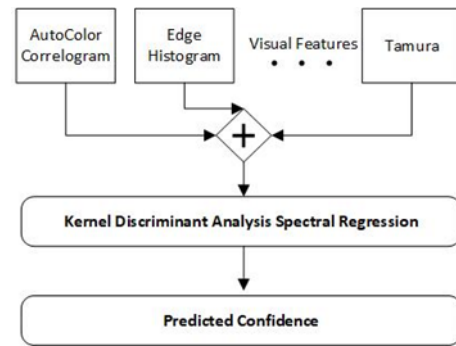 AutoColor
Correlogram
Edge
Histogram
Visual Features
• • •
Tamura
+
Kernel Discriminant Analysis Spectral Regression
Predicted Confidence